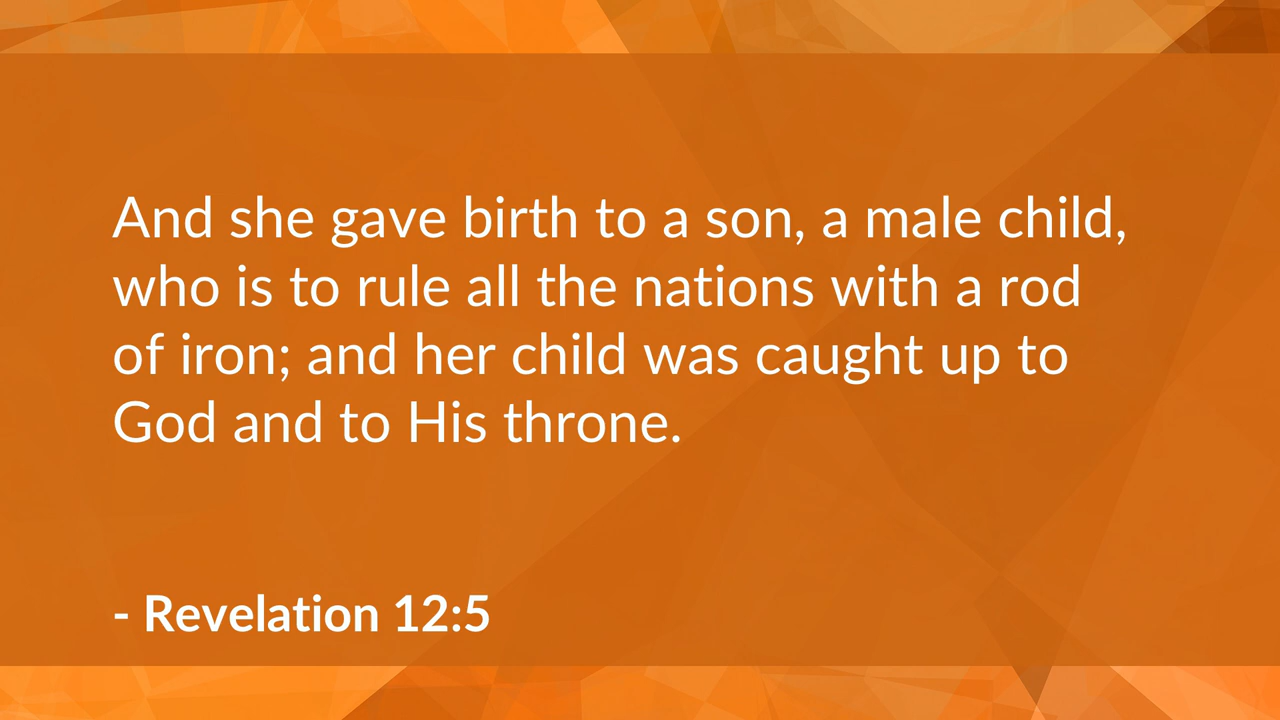 And she gave birth to a son, a male child,
who is to rule all the nations with a rod
of iron; and her child was caught up to
God and to His throne.
- Revelation 12:5